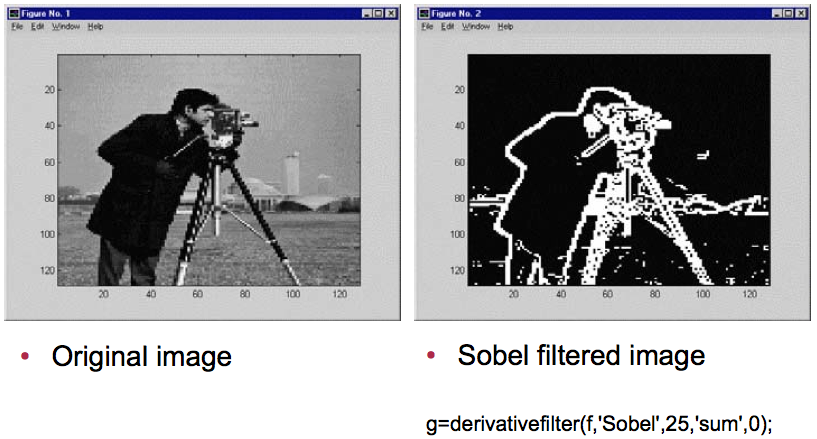 Figure No. 1
File Edit Window Help
20
40
60
80
100
120
20 40 60 80 100 120
Figure No. 2
File Edit Window Help
20
40
60
80
100
120
20 40 60 80 100 120
• Original image
• Sobel filtered image
g=derivativefilter(f,'Sobel',25,'sum',0);